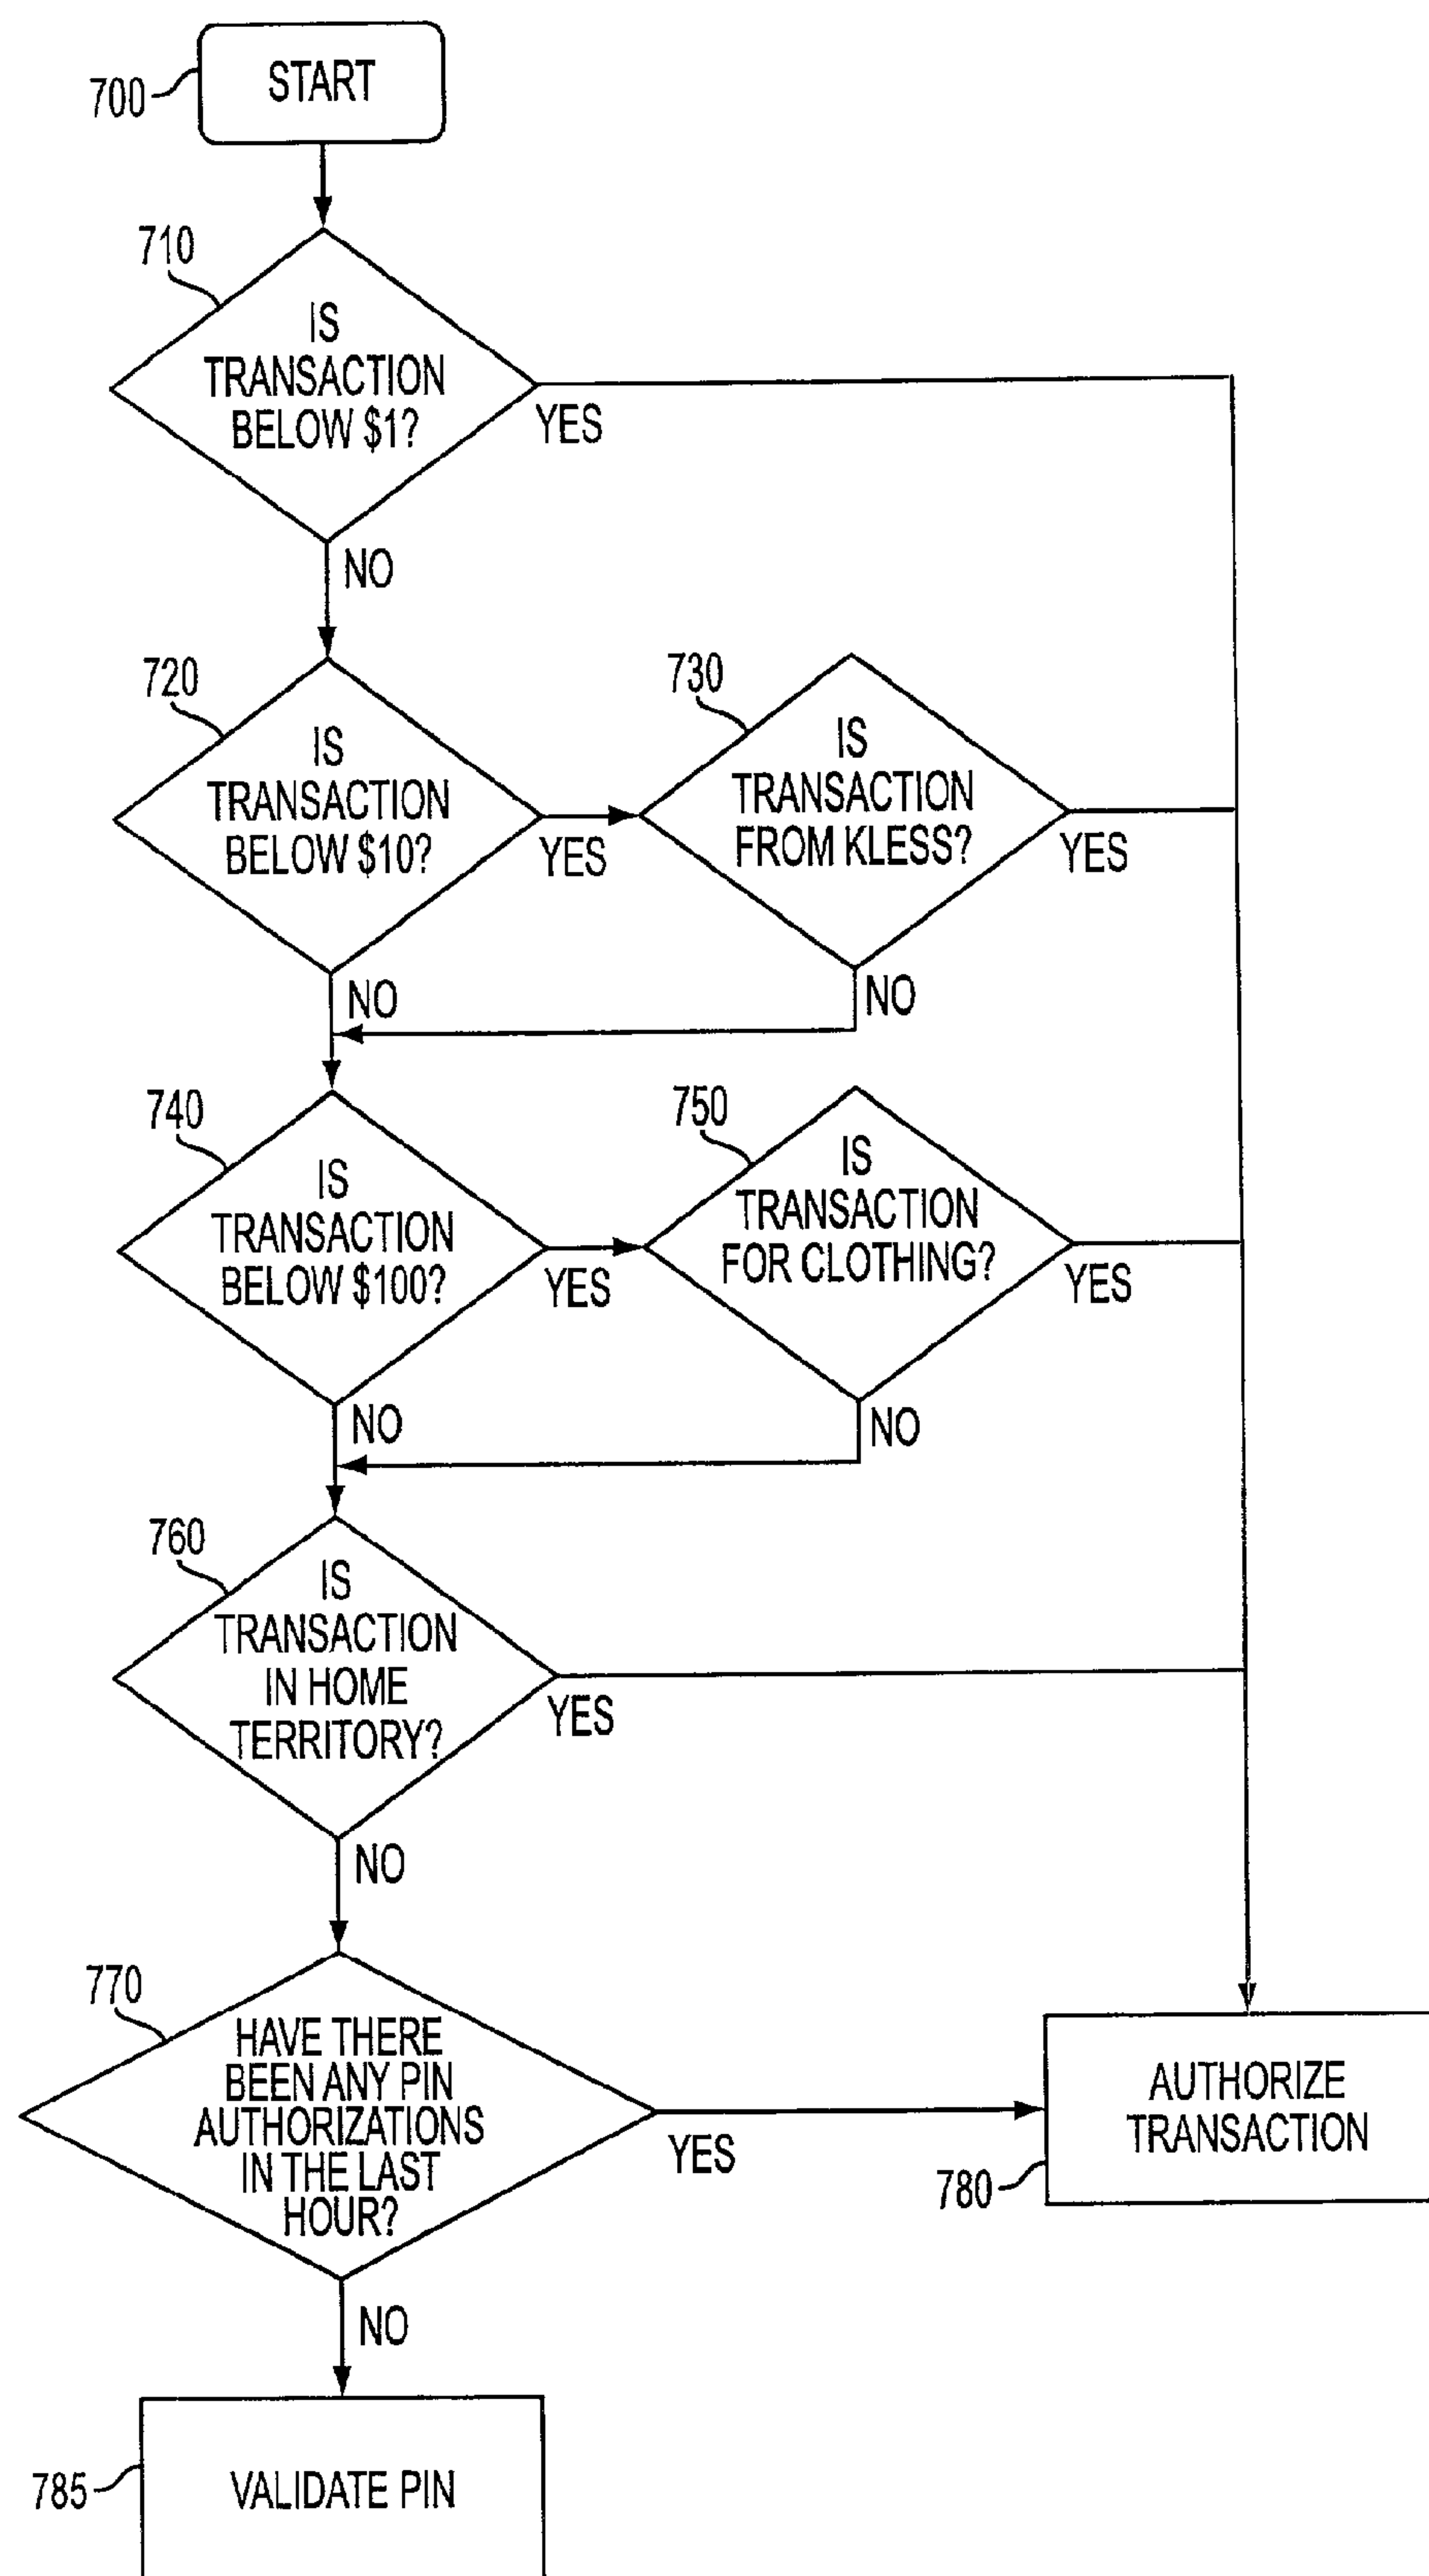 700
START
710
IS
TRANSACTION
BELOW $1?
YES
NO
720
IS
TRANSACTION
BELOW $10?
YES
NO
730
IS
TRANSACTION
FROM KLESS?
YES
NO
740
IS
TRANSACTION
BELOW $100?
YES
NO
750
IS
TRANSACTION
FOR CLOTHING?
YES
NO
760
IS
TRANSACTION
IN HOME
TERRITORY?
YES
NO
770
HAVE THERE
BEEN ANY PIN
AUTHORIZATIONS
IN THE LAST
HOUR?
YES
NO
AUTHORIZE
TRANSACTION
780
785
VALIDATE PIN